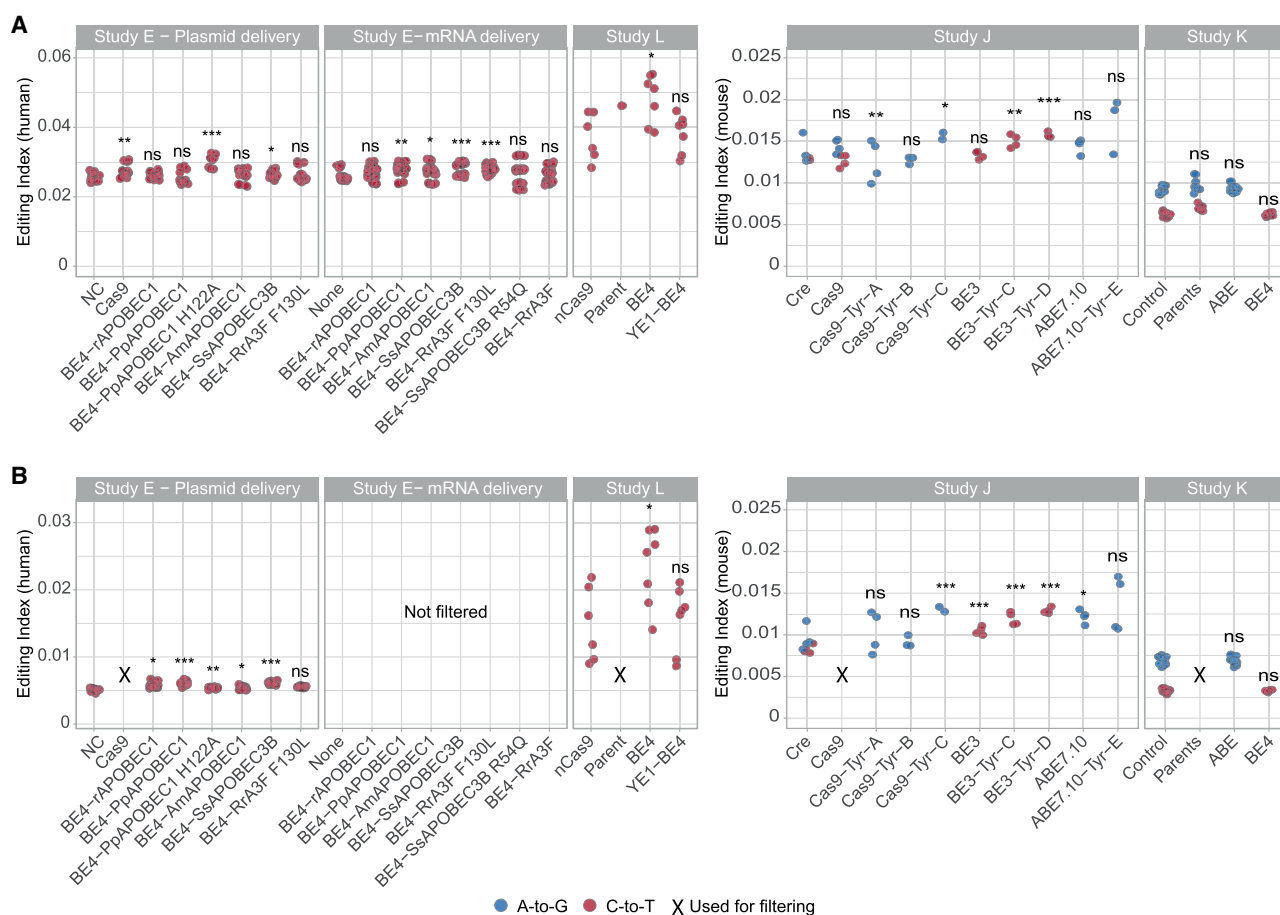 A
Study E − Plasmid delivery
Study E−mRNA delivery
Study L
Study J
Study K
Editing Index (human)
0.06
0.04
0.02
0
** ns ns *** ns * ns
ns ** * *** *** ns ns
* ns
NC
Cas9
BE4−rAPOBEC1
BE4−PpAPOBEC1
BE4−PpAPOBEC1 H122A
BE4−AmAPOBEC1
BE4−SsAPOBEC3B
BE4−RrA3F F130L
None
BE4−rAPOBEC1
BE4−PpAPOBEC1
BE4−AmAPOBEC1
BE4−SsAPOBEC3B
BE4−RrA3F F130L
BE4−SsAPOBEC3B R54Q
BE4−RrA3F
nCas9
Parent
BE4
YE1−BE4
Editing Index (mouse)
0.025
0.02
0.015
0.01
0.005
0
ns ** ns * ns ** *** ns ns
ns ns ns
Cre
Cas9
Cas9−Tyr−A
Cas9−Tyr−B
Cas9−Tyr−C
BE3
BE3−Tyr−C
BE3−Tyr−D
ABE7.10
ABE7.10−Tyr−E
Control
Parents
ABE
BE4
B
Study E − Plasmid delivery
Study E− mRNA delivery
Study L
Study J
Study K
Editing Index (human)
0.03
0.02
0.01
0
X * *** ** * *** ns
Not filtered
X * ns
NC
Cas9
BE4−rAPOBEC1
BE4−PpAPOBEC1
BE4−PpAPOBEC1 H122A
BE4−AmAPOBEC1
BE4−SsAPOBEC3B
BE4−RrA3F F130L
None
BE4−rAPOBEC1
BE4−PpAPOBEC1
BE4−AmAPOBEC1
BE4−SsAPOBEC3B
BE4−RrA3F F130L
BE4−SsAPOBEC3B R54Q
BE4−RrA3F
nCas9
Parent
BE4
YE1−BE4
Editing Index (mouse)
0.025
0.02
0.015
0.01
0.005
0
X ns ns *** *** *** *** * ns
X ns ns
Cre
Cas9
Cas9−Tyr−A
Cas9−Tyr−B
Cas9−Tyr−C
BE3
BE3−Tyr−C
BE3−Tyr−D
ABE7.10
ABE7.10−Tyr−E
Control
Parents
ABE
BE4
A-to-G C-to-T X Used for filtering